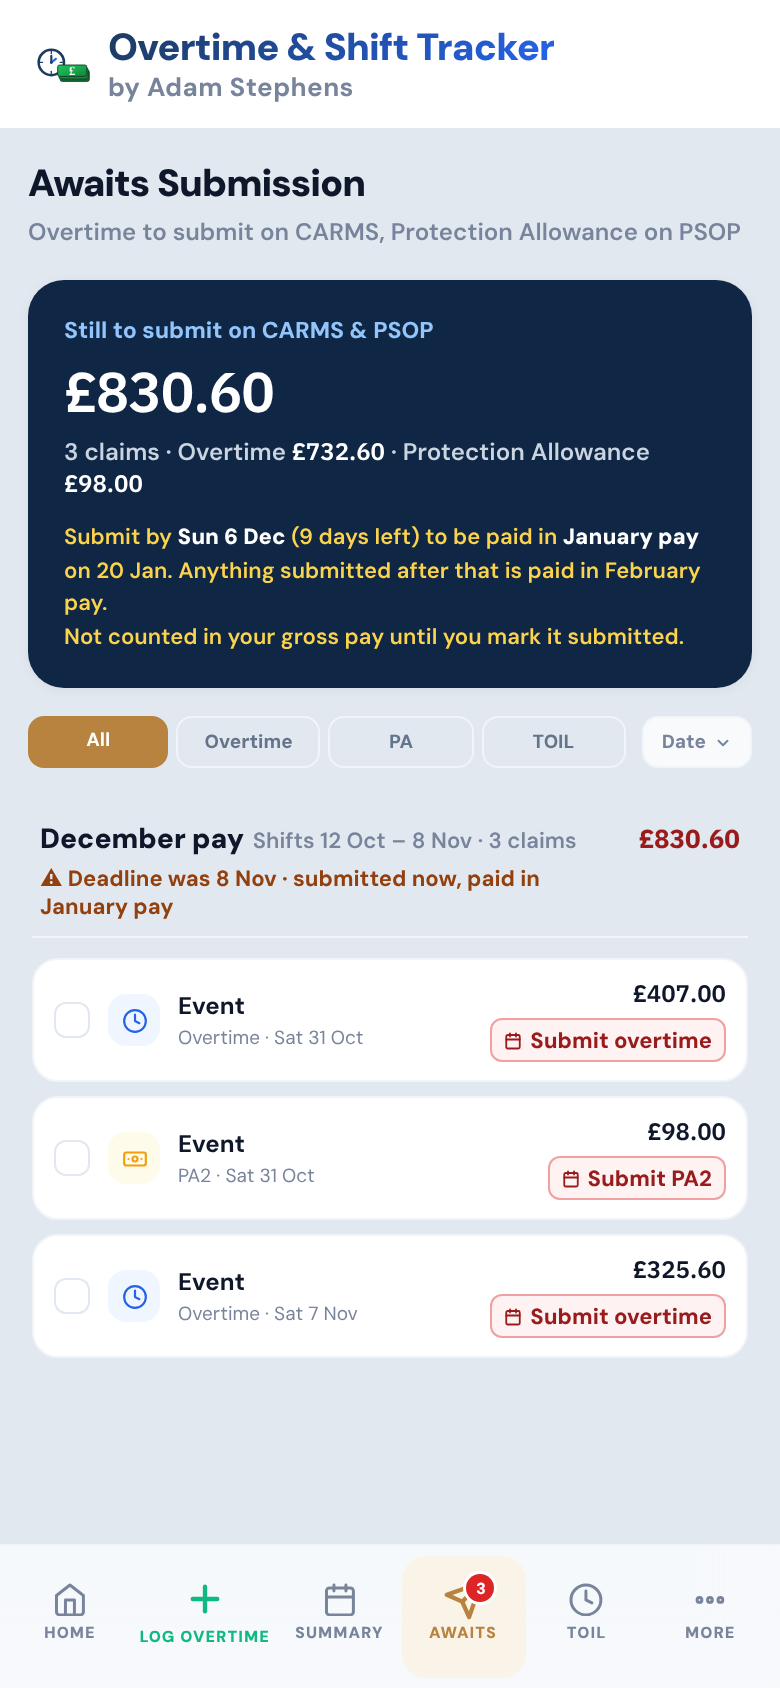 Overtime & Shift Tracker
by Adam Stephens
Awaits Submission
Overtime to submit on CARMS, Protection Allowance on PSOP
Still to submit on CARMS & PSOP
£830.60
3 claims · Overtime £732.60 · Protection Allowance
£98.00
Submit by Sun 6 Dec (9 days left) to be paid in January pay
on 20 Jan. Anything submitted after that is paid in February
pay.
Not counted in your gross pay until you mark it submitted.
All Overtime PA TOIL Date
December pay Shifts 12 Oct – 8 Nov · 3 claims £830.60
⚠ Deadline was 8 Nov · submitted now, paid in
January pay
Event £407.00
Overtime · Sat 31 Oct Submit overtime
Event £98.00
PA2 · Sat 31 Oct Submit PA2
Event £325.60
Overtime · Sat 7 Nov Submit overtime
3
HOME LOG OVERTIME SUMMARY AWAITS TOIL MORE